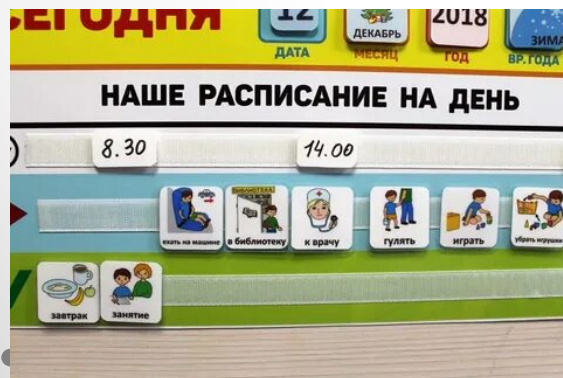 СЕГОДНЯ
12 ДЕКАБРЬ 2018 ЗИМА
ДАТА МЕСЯЦ ГОД ВР. ГОДА
НАШЕ РАСПИСАНИЕ НА ДЕНЬ
8.30 14.00
БИБЛИОТЕКА
ехать на машине в библиотеку к врачу гулять играть убрать игрушки
завтрак занятие